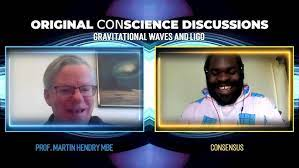 ORIGINAL CONSCIENCE DISCUSSIONS
GRAVITATIONAL WAVES AND LIGO
PROF. MARTIN HENDRY MBE
CONSENSUS